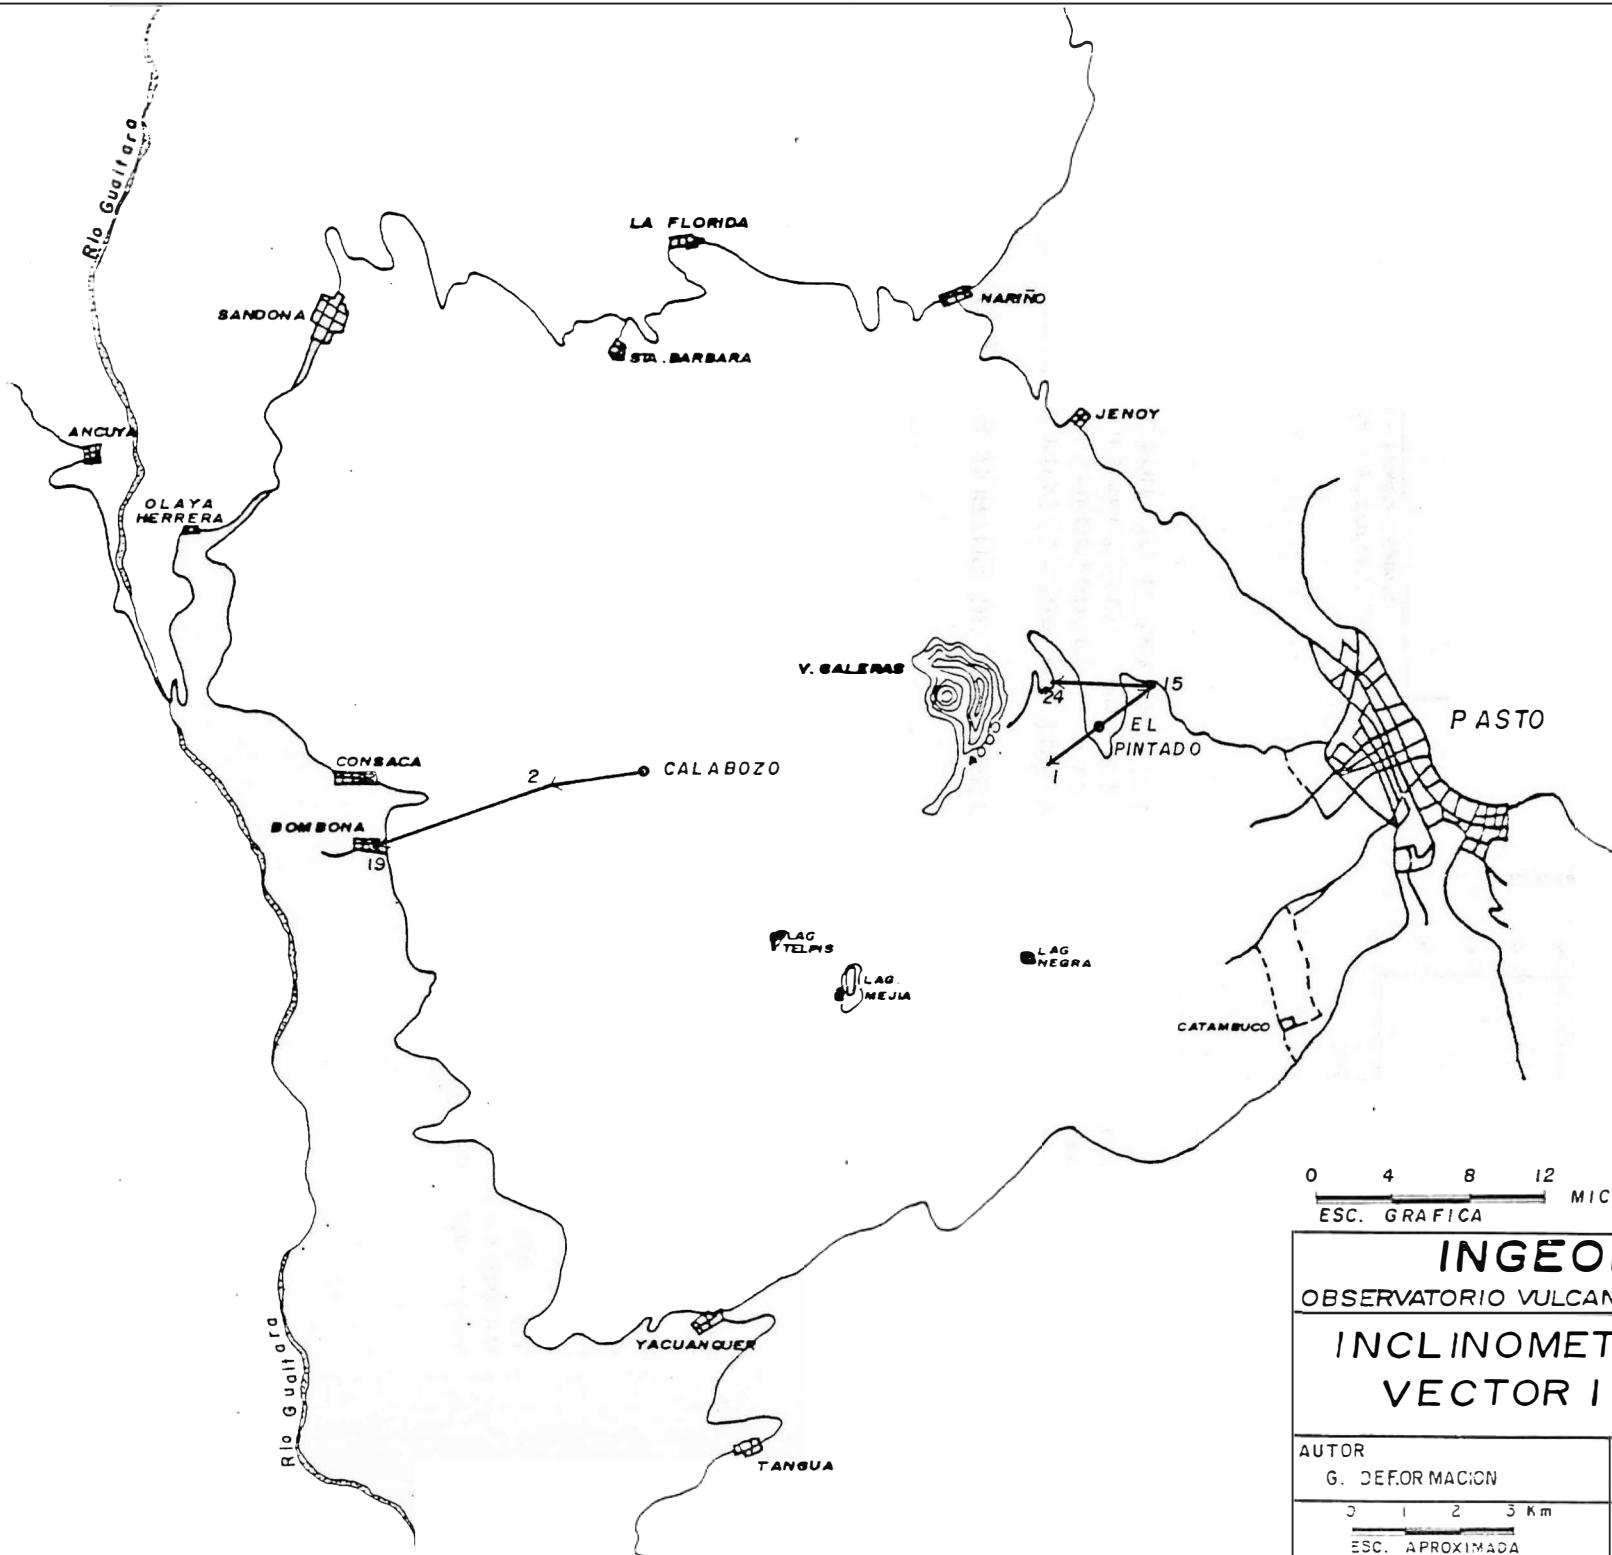 Rio Guaitara
LA FLORIDA
SANDONA
NARIÑO
STA. BARBARA
JENOY
ANCUYA
OLAYA
HERRERA
V. GALERAS
24
15
EL
PINTADO
1
PASTO
CONSACA
2
CALABOZO
BOMBONA
19
LAG
TELPIS
LAG.
MEJIA
LAG
NEGRA
CATAMBUCO
0 4 8 12 MIC
ESC. GRAFICA
INGEO
OBSERVATORIO VULCAN
INCLINOMET
VECTOR I
YACUANQUER
Rio Guaitara
TANGUA
AUTOR
G. DEFORMACION
0 1 2 3 Km
ESC. APROXIMADA